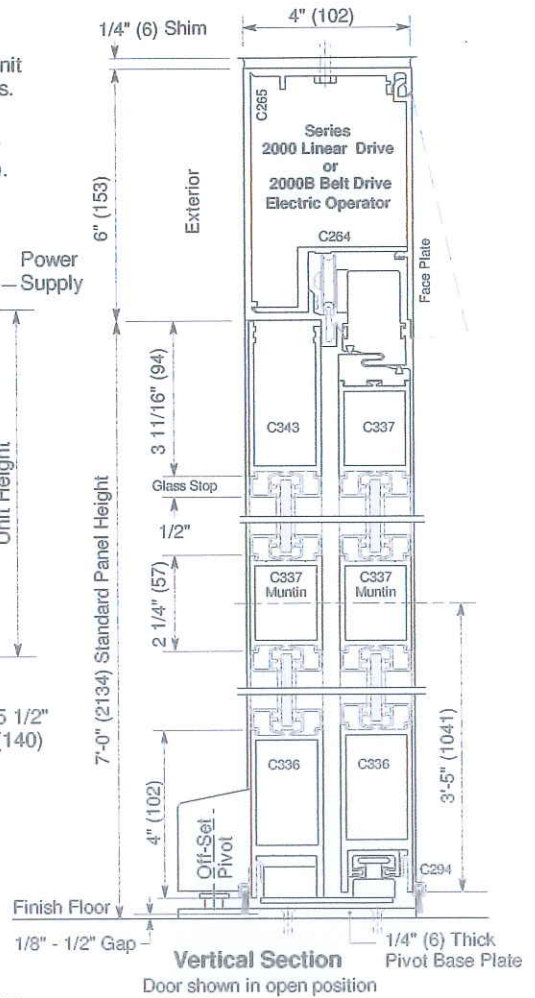 4" (102)
1/4" (6) Shim
C265
Series
2000 Linear Drive
or
2000B Belt Drive
Electric Operator
C264
Exterior
6" (153)
Face Plate
Power
Supply
Unit Height
7'-0" (2134) Standard Panel Height
3 11/16" (94)
C343
C337
Glass Stop
1/2"
2 1/4" (57)
C337
Muntin
C337
Muntin
5 1/2"
(140)
3'-5" (1041)
4" (102)
C336
C336
Off-Set
Pivot
C294
Finish Floor
1/8" - 1/2" Gap
1/4" (6) Thick
Pivot Base Plate
Vertical Section
Door shown in open position